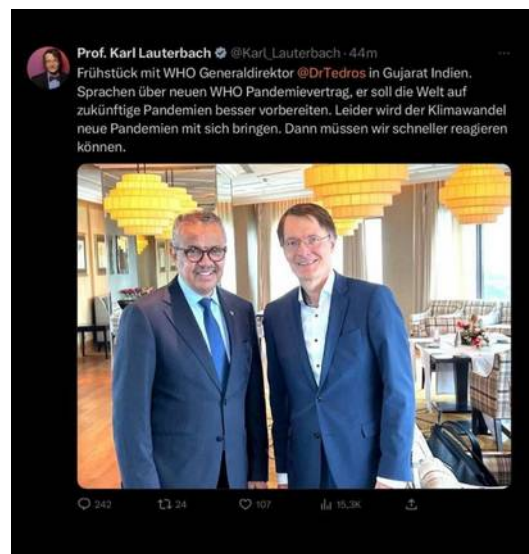 Prof. Karl Lauterbach @Karl_Lauterbach · 44m
Frühstück mit WHO Generaldirektor @DrTedros in Gujarat Indien.
Sprachen über neuen WHO Pandemievertrag, er soll die Welt auf
zukünftige Pandemien besser vorbereiten. Leider wird der Klimawandel
neue Pandemien mit sich bringen. Dann müssen wir schneller reagieren
können.
242 24 107 15,3K